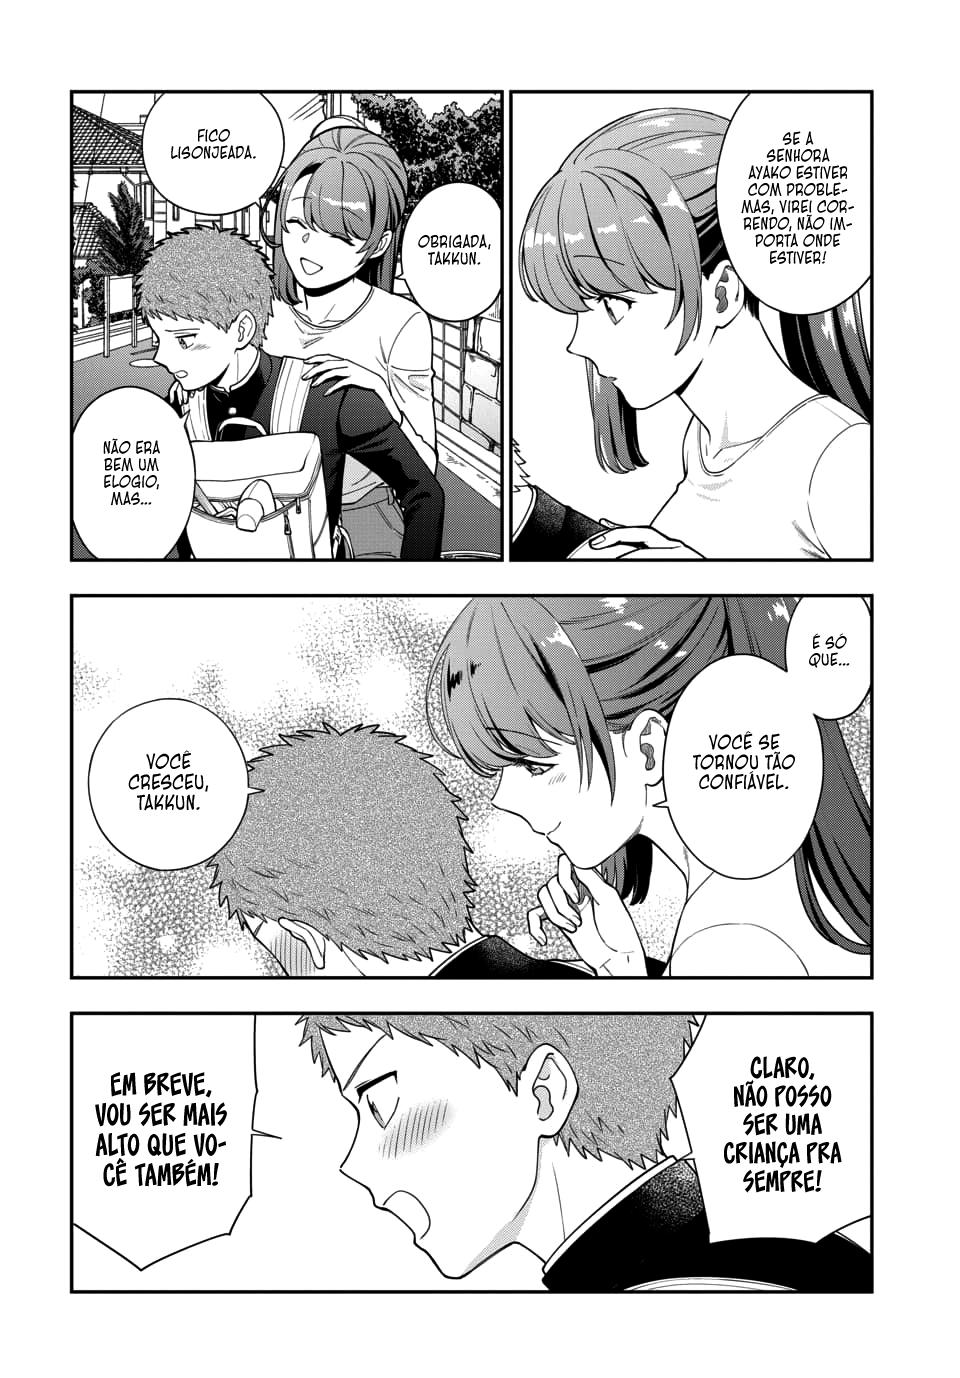 SE A
SENHORA
AYAKO ESTIVER
COM PROBLE-
MAS, VIREI COR-
RENDO, NÃO IM-
PORTA ONDE
ESTIVER!
FICO
LISONJEADA.
OBRIGADA,
TAKKUN.
NÃO ERA
BEM UM
ELOGIO,
MAS...
É SÓ
QUE...
VOCÊ SE
TORNOU TÃO
CONFIÁVEL.
VOCÊ
CRESCEU,
TAKKUN.
CLARO,
NÃO POSSO
SER UMA
CRIANÇA PRA
SEMPRE!
EM BREVE,
VOU SER MAIS
ALTO QUE VO-
CÊ TAMBÉM!